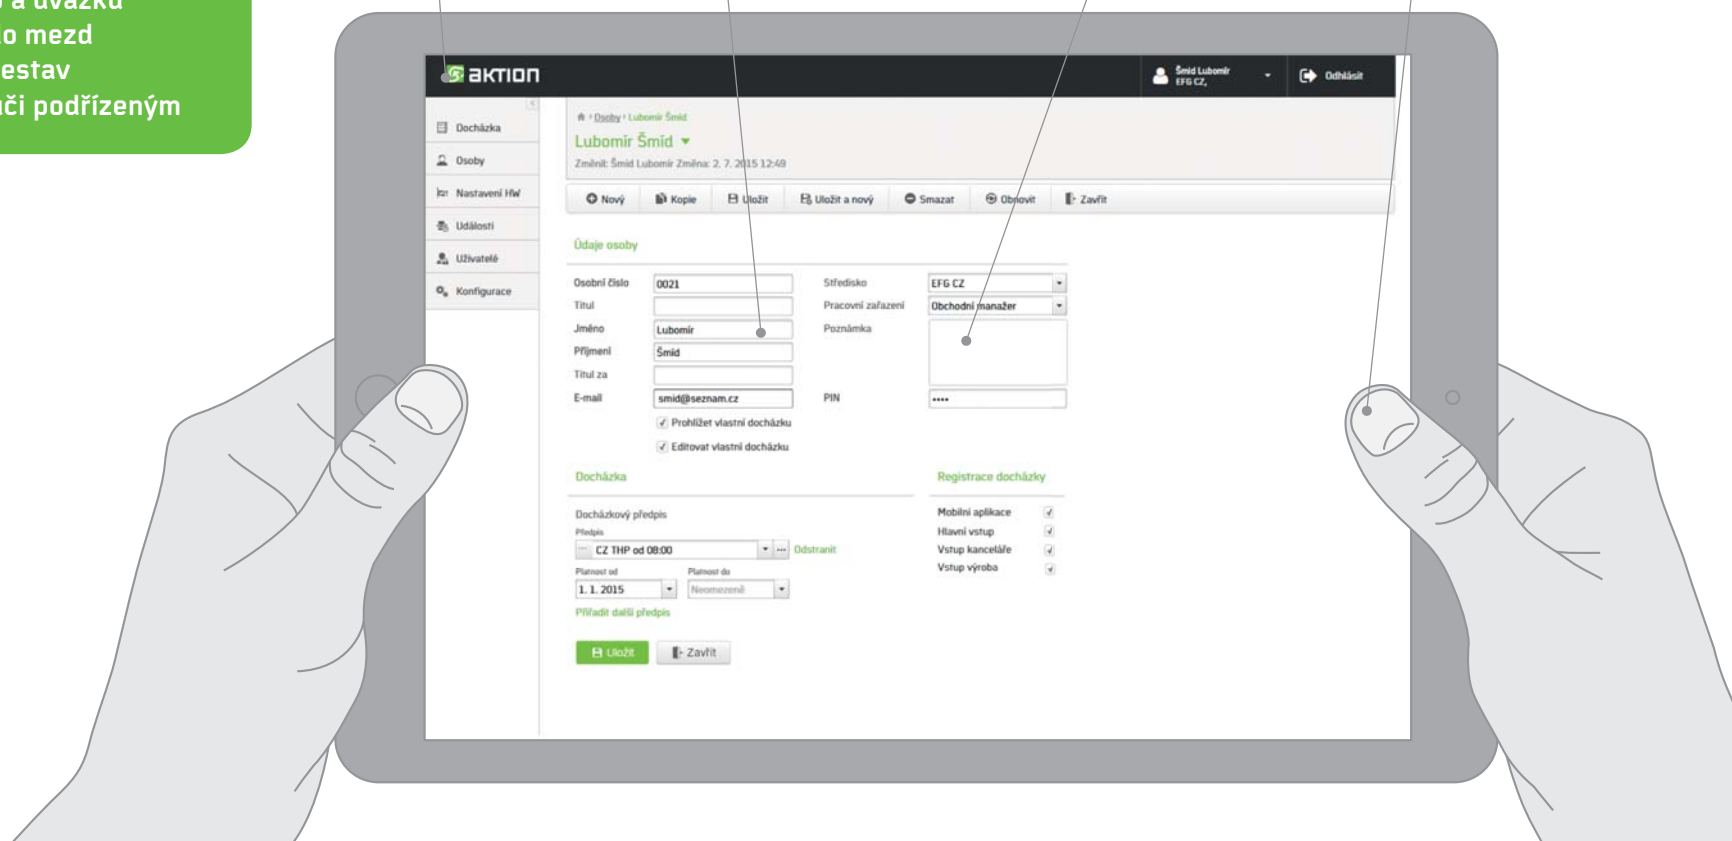 a úvazku
do mezd
estav
či podřízeným
aktion
Šmíd Lubomír
EFG CZ,
Odhlásit
Docházka
Osoby
Nastavení HW
Události
Uživatelé
Konfigurace
Osoby › Lubomír Šmíd
Lubomír Šmíd
Změnil: Šmíd Lubomír Změna: 2. 7. 2015 12:49
Nový Kopie Uložit Uložit a nový Smazat Obnovit Zavřít
Údaje osoby
Osobní číslo 0021 Středisko EFG CZ
Titul Pracovní zařazení Obchodní manažer
Jméno Lubomír Poznámka
Příjmení Šmíd
Titul za
E-mail smid@seznam.cz PIN ••••
Prohlížet vlastní docházku
Editovat vlastní docházku
Docházka Registrace docházky
Docházkový předpis Mobilní aplikace
Předpis Hlavní vstup
CZ THP od 08:00 Odstranit Vstup kanceláře
Platnost od Platnost do Vstup výroba
1. 1. 2015 Neomezeně
Přiřadit další předpis
Uložit Zavřít